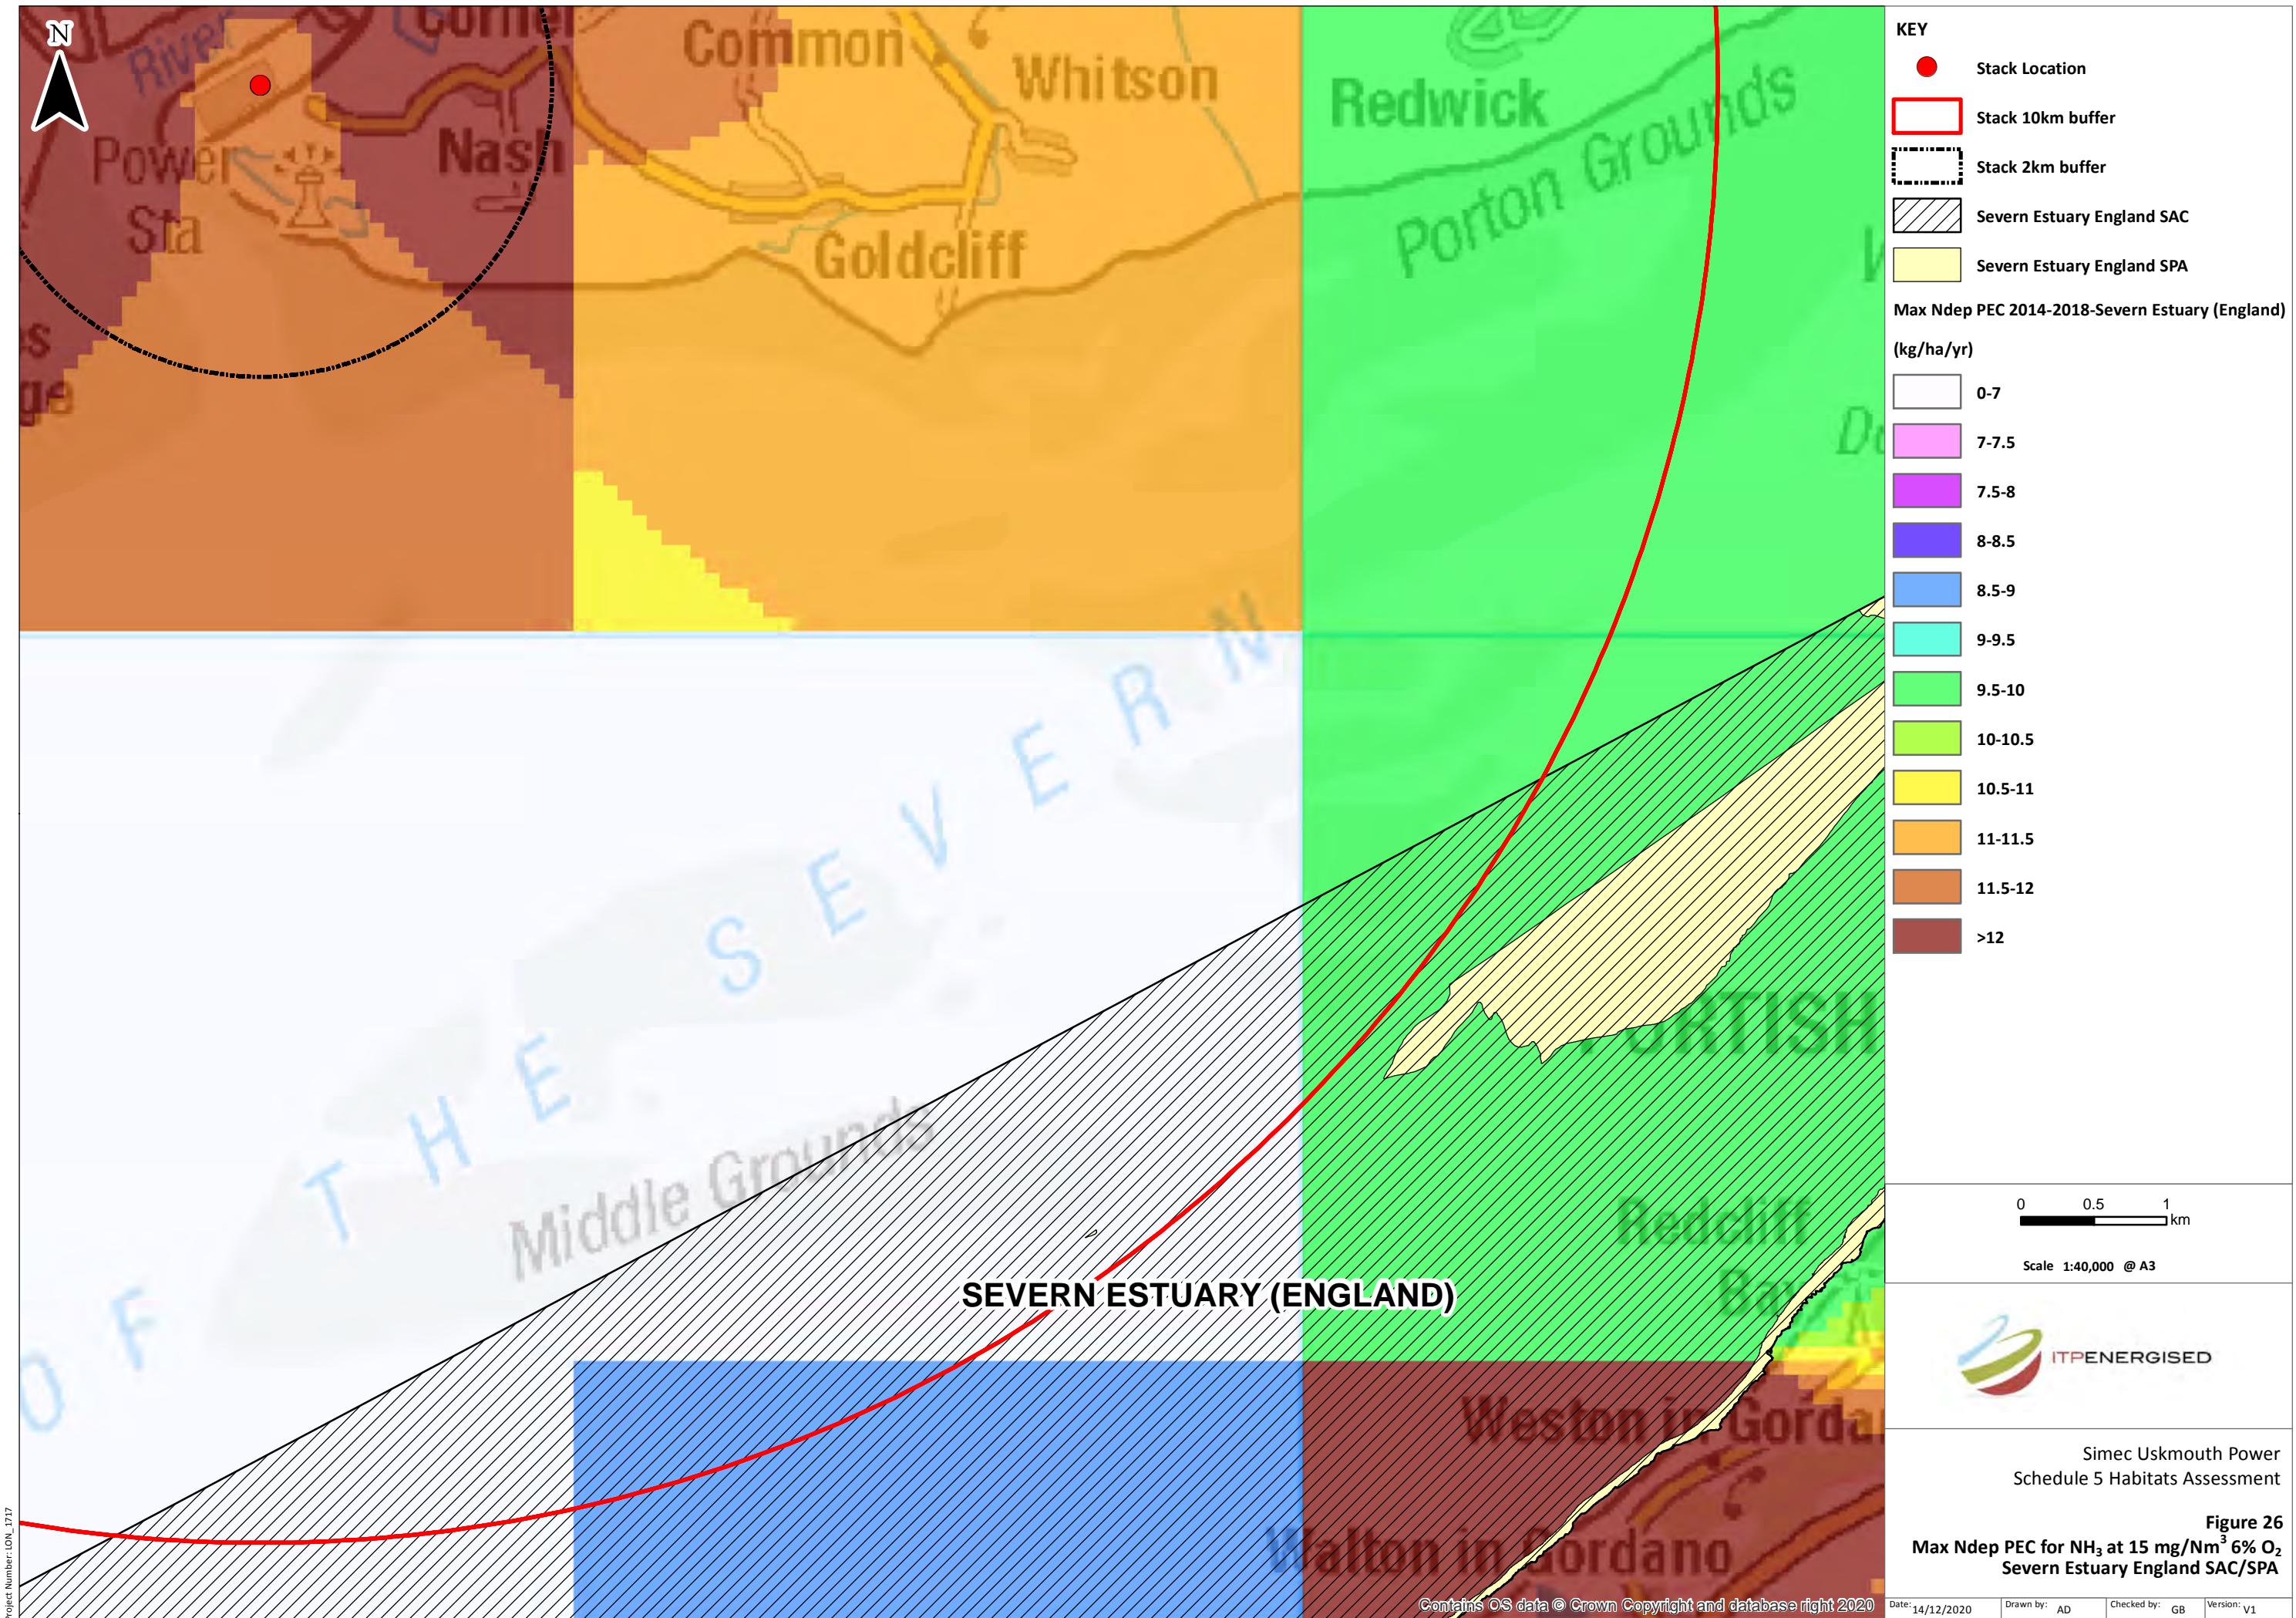 N
River
Corner
Common
Whitson
Redwick
Porton Grounds
Power
Sta
Nash
Goldcliff
OF THE SEVERN
Middle Grounds
SEVERN ESTUARY (ENGLAND)
PORTISH
Redcliff
Bay
Weston in Gorda
Walton in Gordano
Contains OS data © Crown Copyright and database right 2020
Project Number: LON_1717
KEY
Stack Location
Stack 10km buffer
Stack 2km buffer
Severn Estuary England SAC
Severn Estuary England SPA
Max Ndep PEC 2014-2018-Severn Estuary (England)
(kg/ha/yr)
0-7
7-7.5
7.5-8
8-8.5
8.5-9
9-9.5
9.5-10
10-10.5
10.5-11
11-11.5
11.5-12
>12
0 0.5 1
km
Scale 1:40,000 @ A3
ITPENERGISED
Simec Uskmouth Power
Schedule 5 Habitats Assessment
Figure 26
Max Ndep PEC for NH₃ at 15 mg/Nm³ 6% O₂
Severn Estuary England SAC/SPA
Date: 14/12/2020 Drawn by: AD Checked by: GB Version: V1